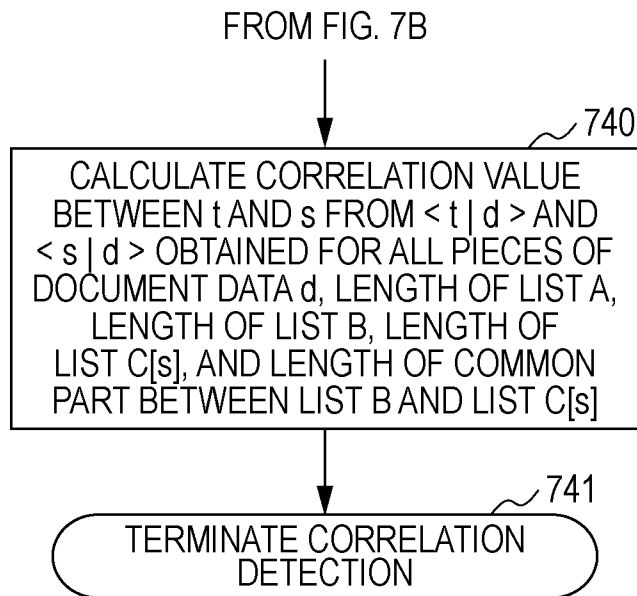 FROM FIG. 7B
740
CALCULATE CORRELATION VALUE
BETWEEN t AND s FROM < t | d > AND
< s | d > OBTAINED FOR ALL PIECES OF
DOCUMENT DATA d, LENGTH OF LIST A,
LENGTH OF LIST B, LENGTH OF
LIST C[s], AND LENGTH OF COMMON
PART BETWEEN LIST B AND LIST C[s]
741
TERMINATE CORRELATION
DETECTION